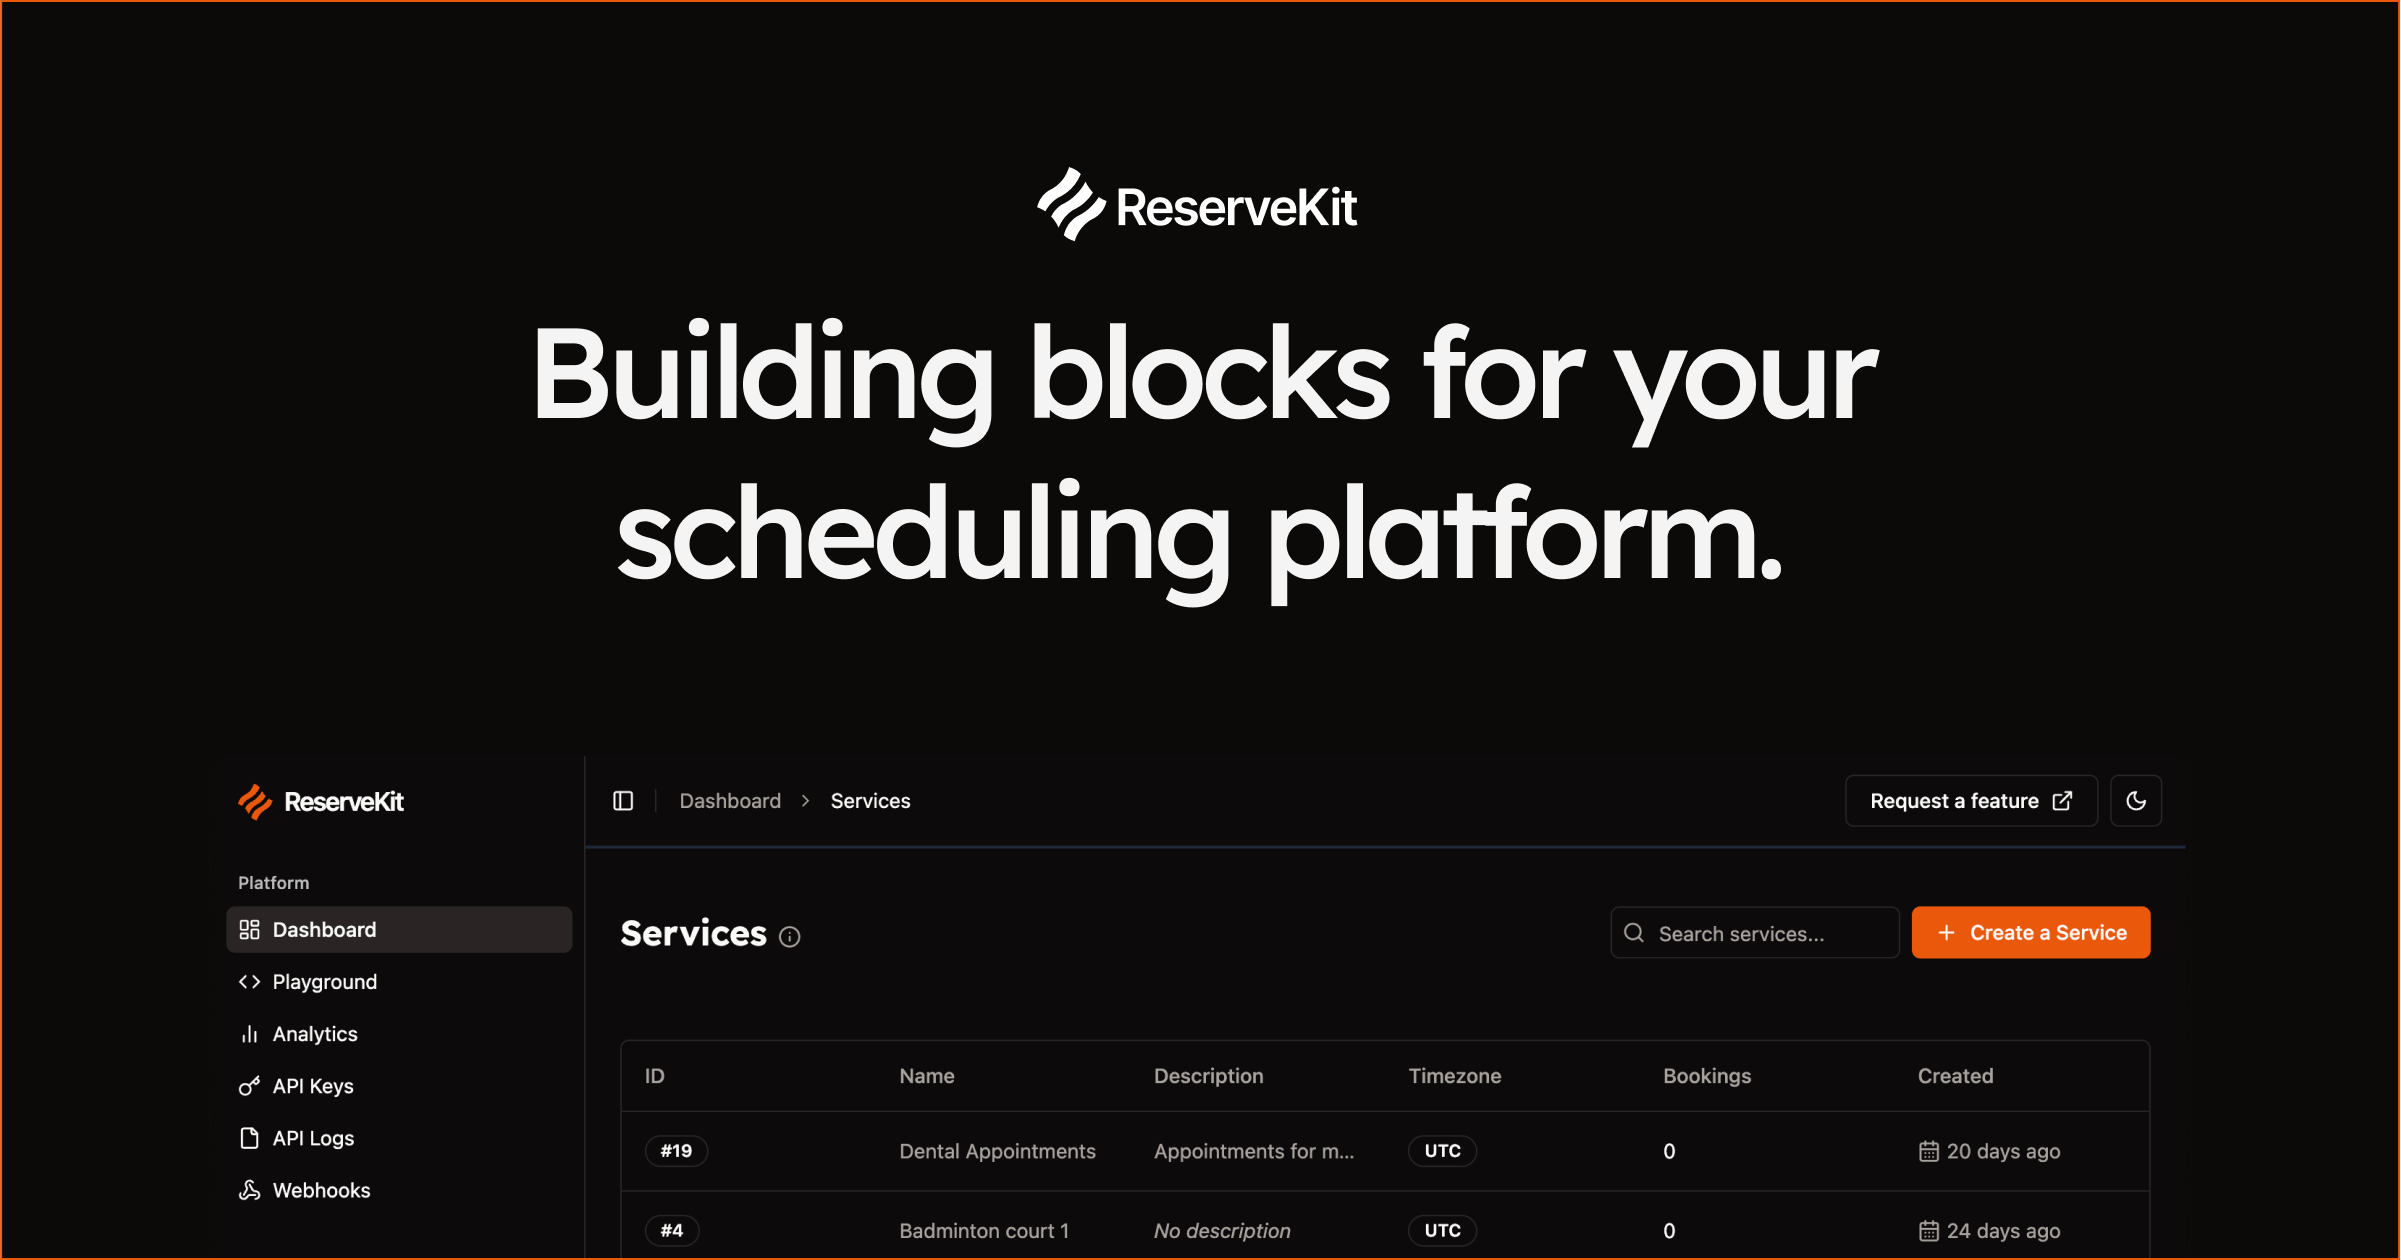 ReserveKit
Building blocks for your
scheduling platform.
ReserveKit
Dashboard > Services
Request a feature
Platform
Dashboard
Playground
Analytics
API Keys
API Logs
Webhooks
Services
Search services...
+ Create a Service
ID Name Description Timezone Bookings Created
#19 Dental Appointments Appointments for m... UTC 0 20 days ago
#4 Badminton court 1 No description UTC 0 24 days ago